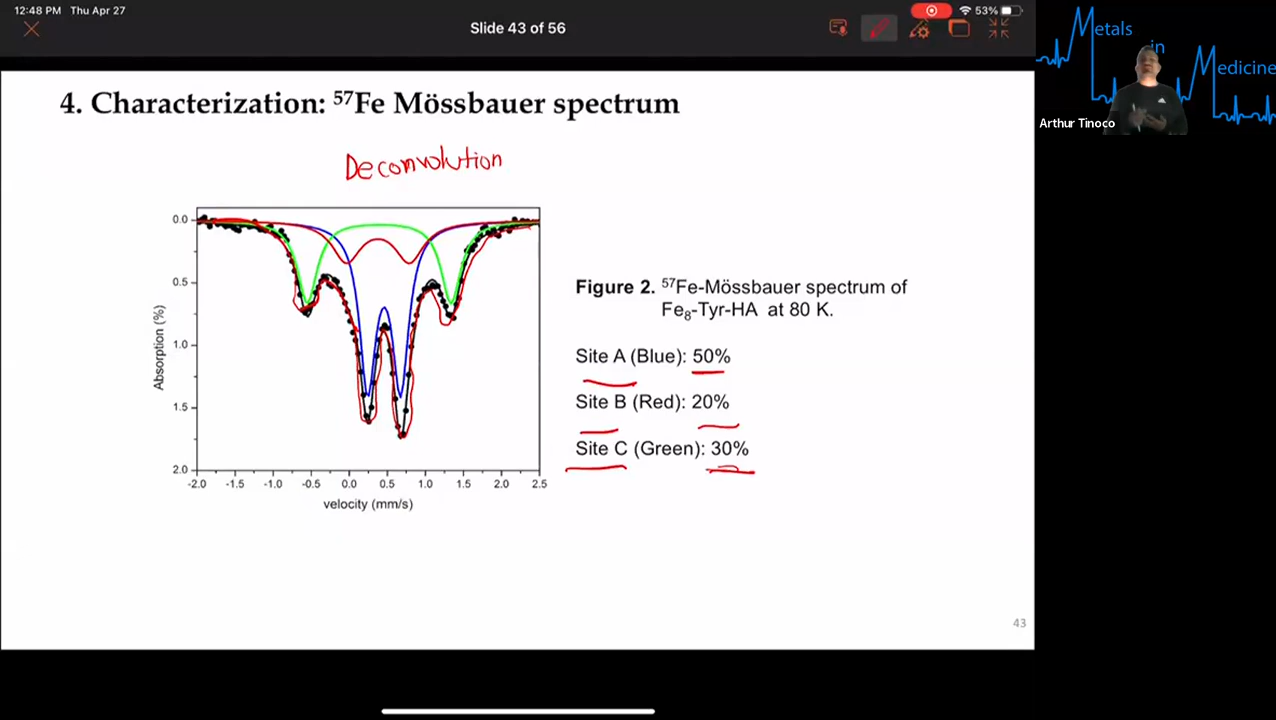 12:48 PM Thu Apr 27
53%
Slide 43 of 56
Metals
in
Medicine
Arthur Tinoco
4. Characterization: ⁵⁷Fe Mössbauer spectrum
Deconvolution
0.0
0.5
1.0
1.5
2.0
Absorption (%)
-2.0 -1.5 -1.0 -0.5 0.0 0.5 1.0 1.5 2.0 2.5
velocity (mm/s)
Figure 2. ⁵⁷Fe-Mössbauer spectrum of
Fe₈-Tyr-HA at 80 K.
Site A (Blue): 50%
Site B (Red): 20%
Site C (Green): 30%
43